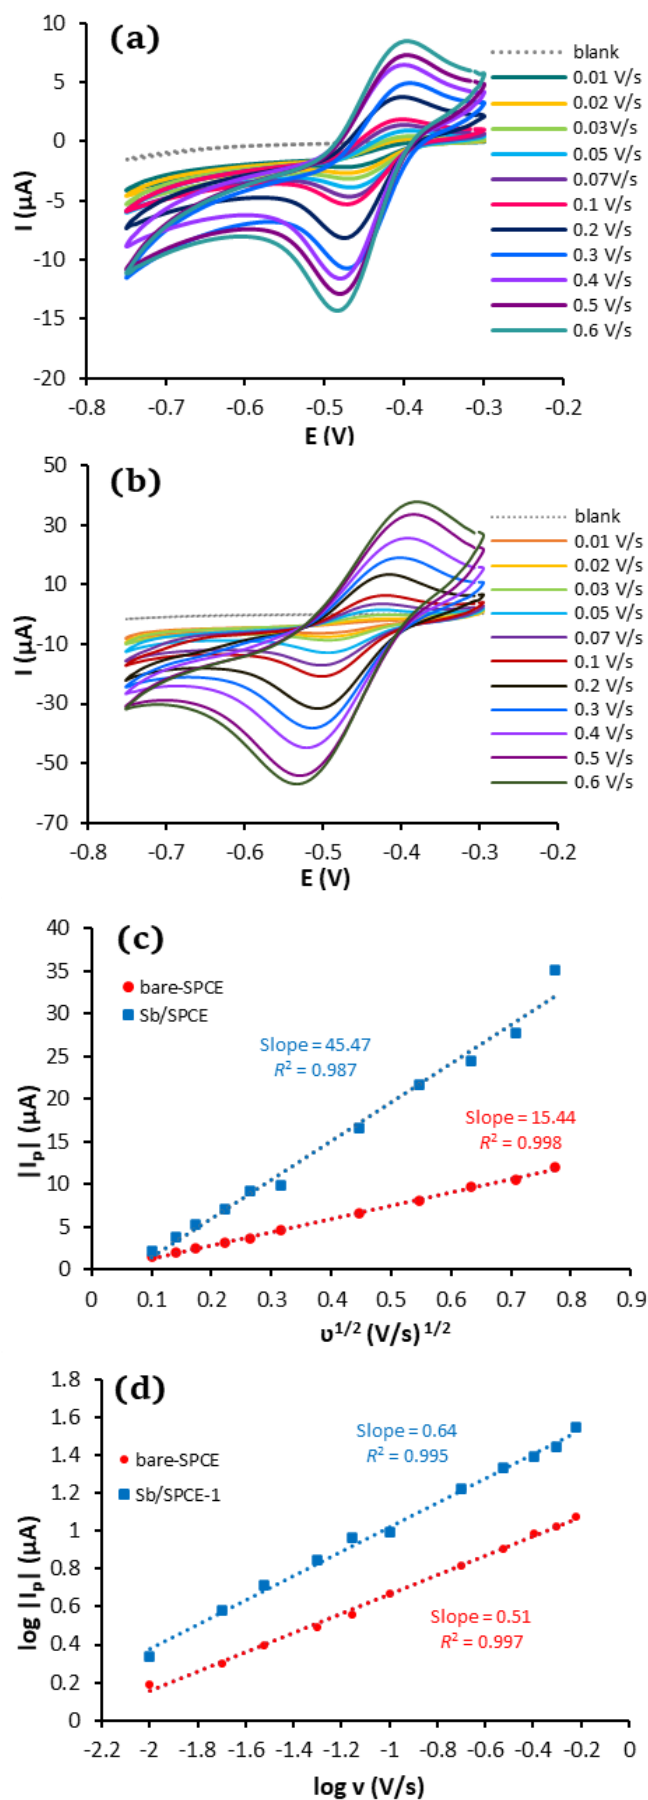 (a)
10
5
0
-5
-10
-15
-20
I (µA)
-0.8 -0.7 -0.6 -0.5 -0.4 -0.3 -0.2
E (V)
blank
0.01 V/s
0.02 V/s
0.03V/s
0.05 V/s
0.07V/s
0.1 V/s
0.2 V/s
0.3 V/s
0.4 V/s
0.5 V/s
0.6 V/s
(b)
50
30
10
-10
-30
-50
-70
I (µA)
-0.8 -0.7 -0.6 -0.5 -0.4 -0.3 -0.2
E (V)
blank
0.01 V/s
0.02 V/s
0.03 V/s
0.05 V/s
0.07 V/s
0.1 V/s
0.2 V/s
0.3 V/s
0.4 V/s
0.5 V/s
0.6 V/s
(c)
40
35
30
25
20
15
10
5
0
|Ip| (µA)
bare-SPCE
Sb/SPCE
Slope = 45.47
R² = 0.987
Slope = 15.44
R² = 0.998
0 0.1 0.2 0.3 0.4 0.5 0.6 0.7 0.8 0.9
υ1/2 (V/s) 1/2
(d)
1.8
1.6
1.4
1.2
1
0.8
0.6
0.4
0.2
0
log |Ip| (µA)
bare-SPCE
Sb/SPCE-1
Slope = 0.64
R² = 0.995
Slope = 0.51
R² = 0.997
-2.2 -2 -1.8 -1.6 -1.4 -1.2 -1 -0.8 -0.6 -0.4 -0.2 0
log v (V/s)